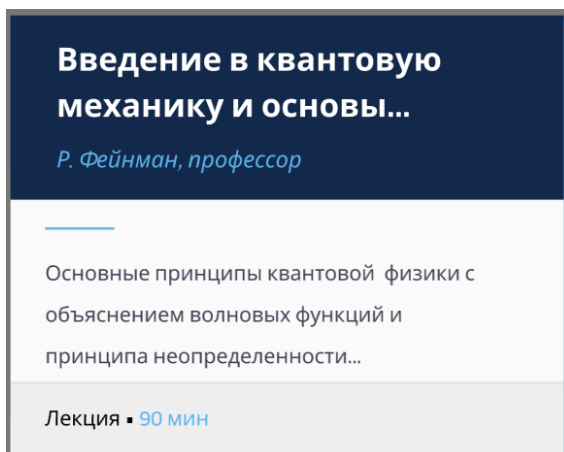 Введение в квантовую
механику и основы...
Р. Фейнман, профессор
Основные принципы квантовой  физики с
объяснением волновых функций и
принципа неопределенности...
Лекция ▪ 90 мин